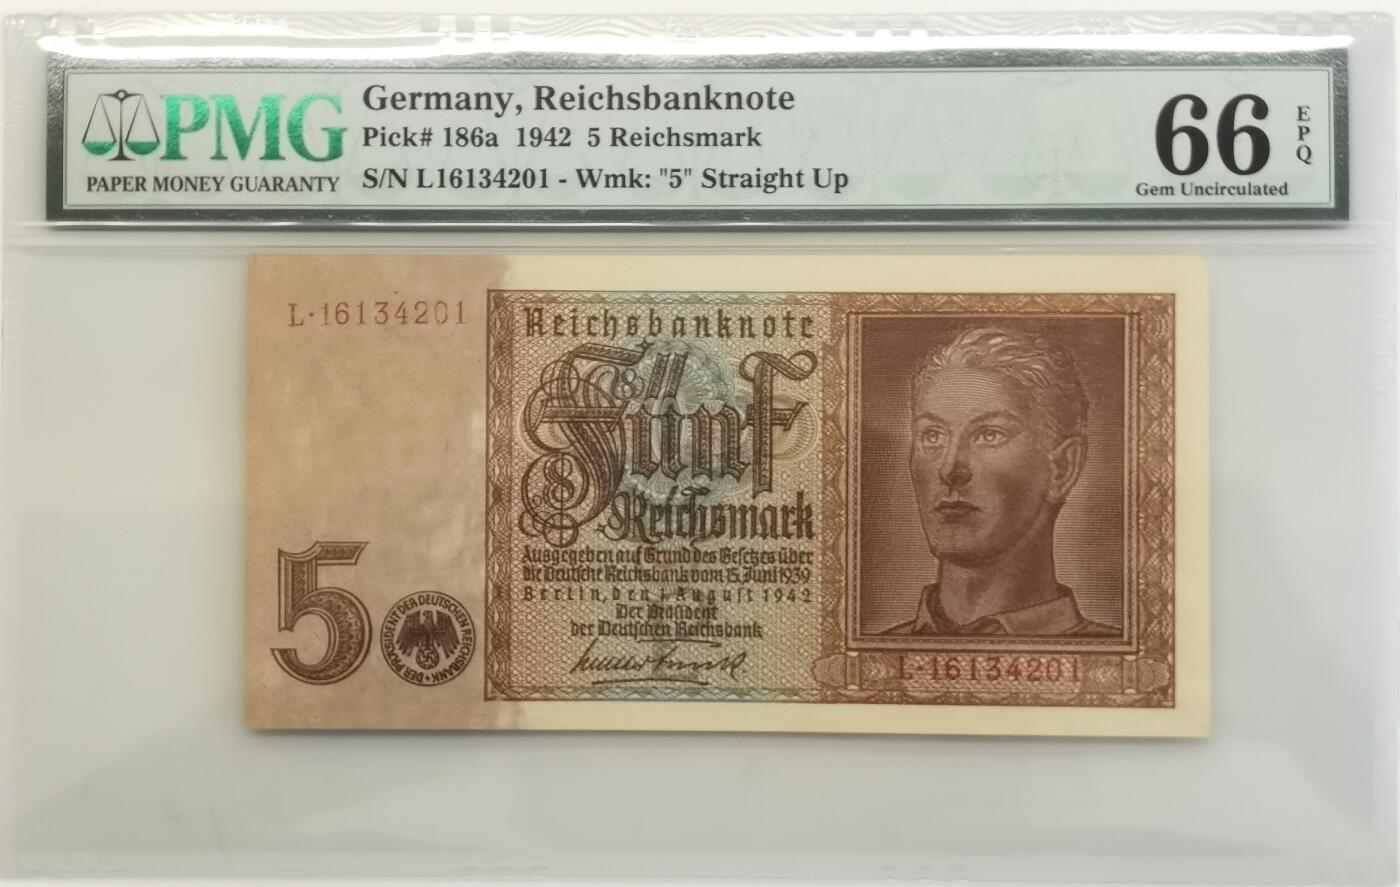 PMG
PAPER MONEY GUARANTY
Germany, Reichsbanknote
Pick# 186a 1942 5 Reichsmark
S/N L16134201 - Wmk: "5" Straight Up
66
EPQ
Gem Uncirculated
L·16134201
Reichsbanknote
Fünf
Reichsmark
Ausgegeben auf Grund des Gesetzes über
die Deutsche Reichsbank vom 15. Juni 1939
Berlin, den 1. August 1942
Der Präsident
der Deutschen Reichsbank
5
DER PRÄSIDENT DER DEUTSCHEN REICHSBANK
L·16134201